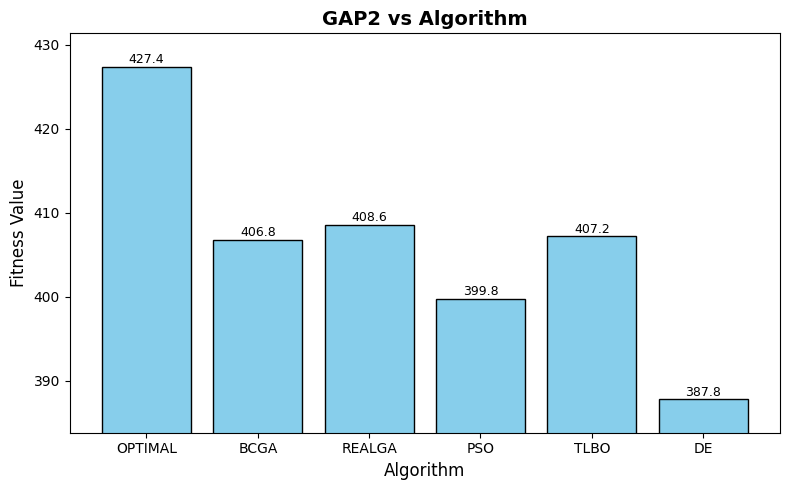 GAP2 vs Algorithm
Fitness Value
430
420
410
400
390
427.4
406.8
408.6
399.8
407.2
387.8
OPTIMAL BCGA REALGA PSO TLBO DE
Algorithm